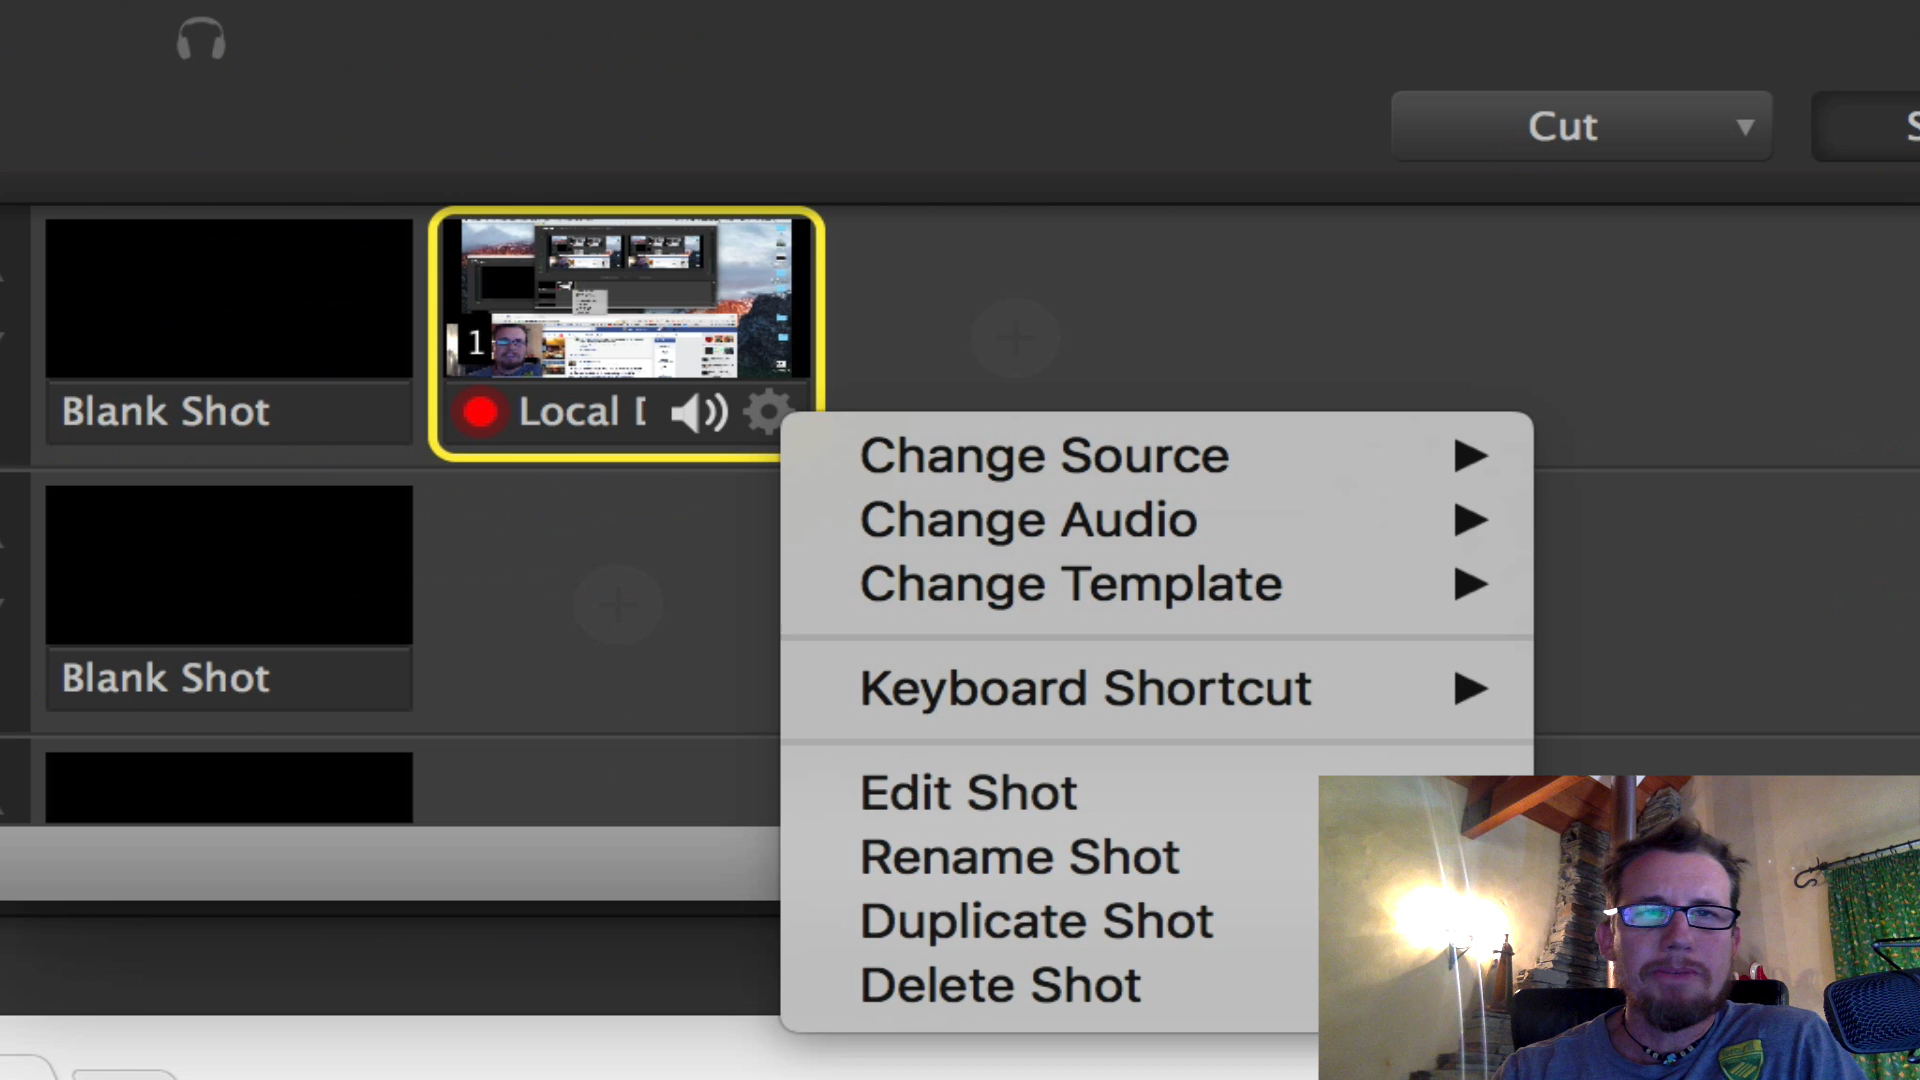 Cut
S
1
Blank Shot
Local D
Change Source
Change Audio
Change Template
Blank Shot
Keyboard Shortcut
Edit Shot
Rename Shot
Duplicate Shot
Delete Shot